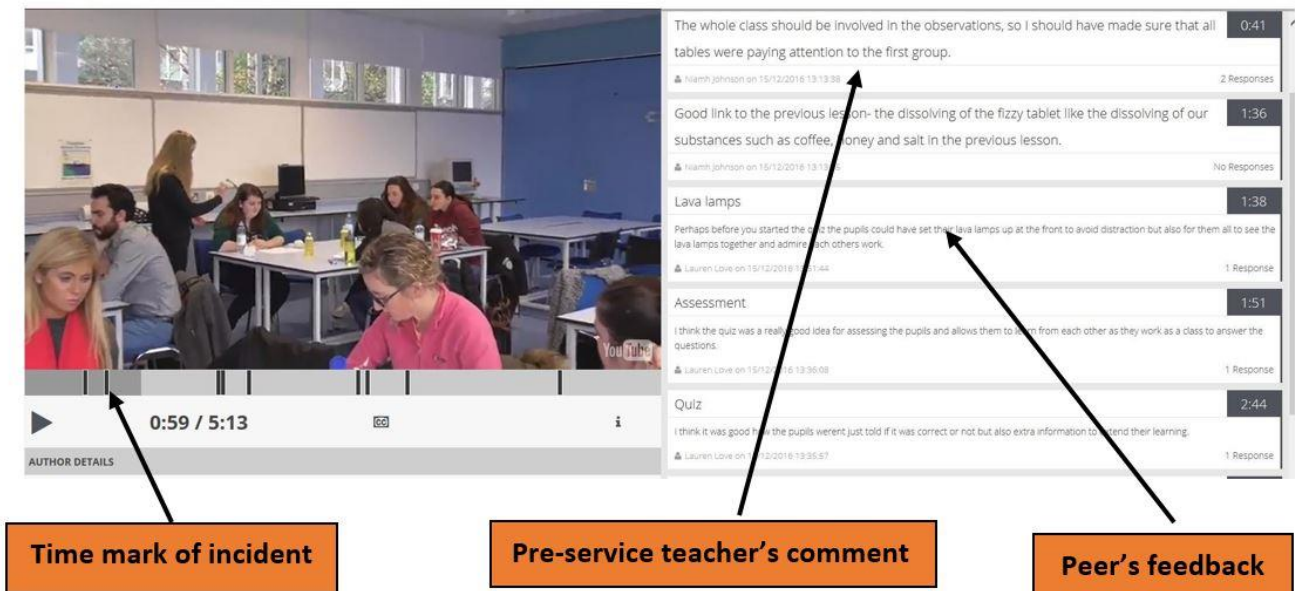 The whole class should be involved in the observations, so I should have made sure that all
tables were paying attention to the first group.
0:41
Niamh Johnson on 15/12/2016 13:13:38
2 Responses
Good link to the previous lesson- the dissolving of the fizzy tablet like the dissolving of our
substances such as coffee, honey and salt in the previous lesson.
1:36
Niamh Johnson on 15/12/2016
No Responses
Lava lamps
1:38
Perhaps before you started the quiz the pupils could have set their lava lamps up at the front to avoid distraction but also for them all to see the
lava lamps together and admire each others work.
Lauren Love on 15/12/2016
1 Response
Assessment
1:51
I think the quiz was a really good idea for assessing the pupils and allows them to learn from each other as they work as a class to answer the
questions.
Lauren Love on 15/12/2016 13:36:08
1 Response
Quiz
2:44
I think it was good how the pupils werent just told if it was correct or not but also extra information to extend their learning.
Lauren Love on 15/12/2016 13:35:57
1 Response
YouTube
0:59 / 5:13
CC
i
AUTHOR DETAILS
Time mark of incident
Pre-service teacher's comment
Peer's feedback